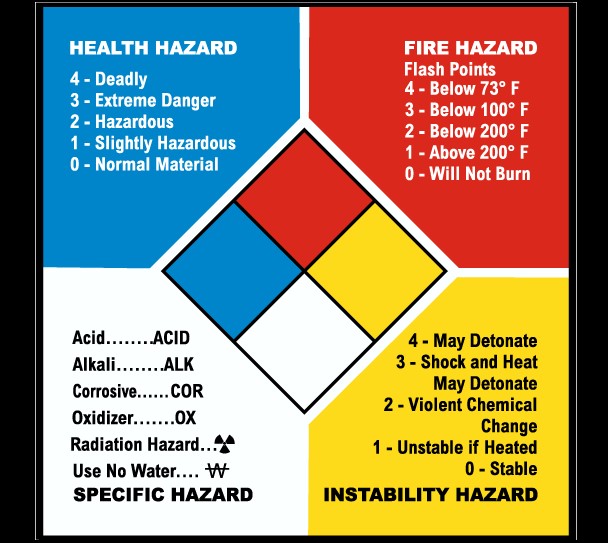 HEALTH HAZARD
4 - Deadly
3 - Extreme Danger
2 - Hazardous
1 - Slightly Hazardous
0 - Normal Material
FIRE HAZARD
Flash Points
4 - Below 73° F
3 - Below 100° F
2 - Below 200° F
1 - Above 200° F
0 - Will Not Burn
Acid........ACID
Alkali........ALK
Corrosive......COR
Oxidizer.......OX
Radiation Hazard...☢
Use No Water.... W̶
SPECIFIC HAZARD
4 - May Detonate
3 - Shock and Heat
May Detonate
2 - Violent Chemical
Change
1 - Unstable if Heated
0 - Stable
INSTABILITY HAZARD